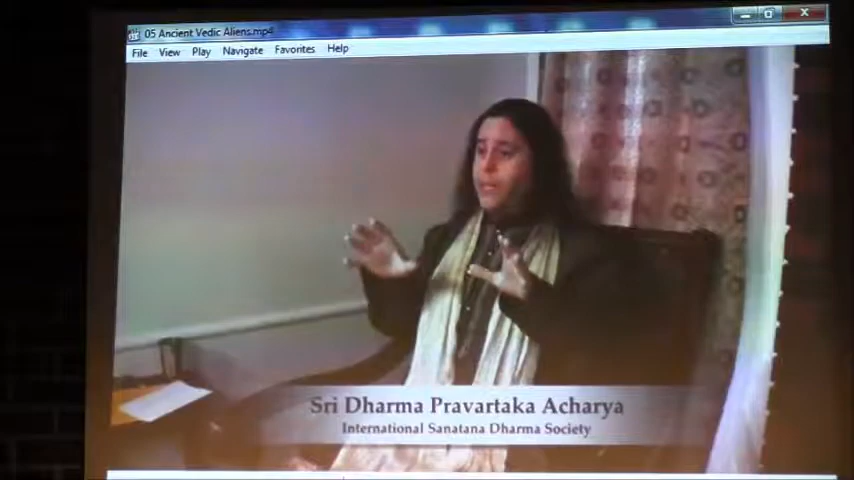 05 Ancient Vedic Aliens.mp4
File View Play Navigate Favorites Help
Sri Dharma Pravartaka Acharya
International Sanatana Dharma Society